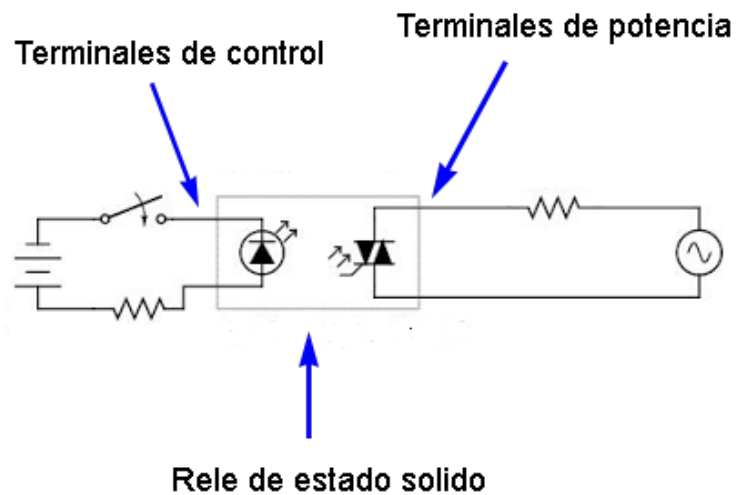 Terminales de potencia
Terminales de control
Rele de estado solido